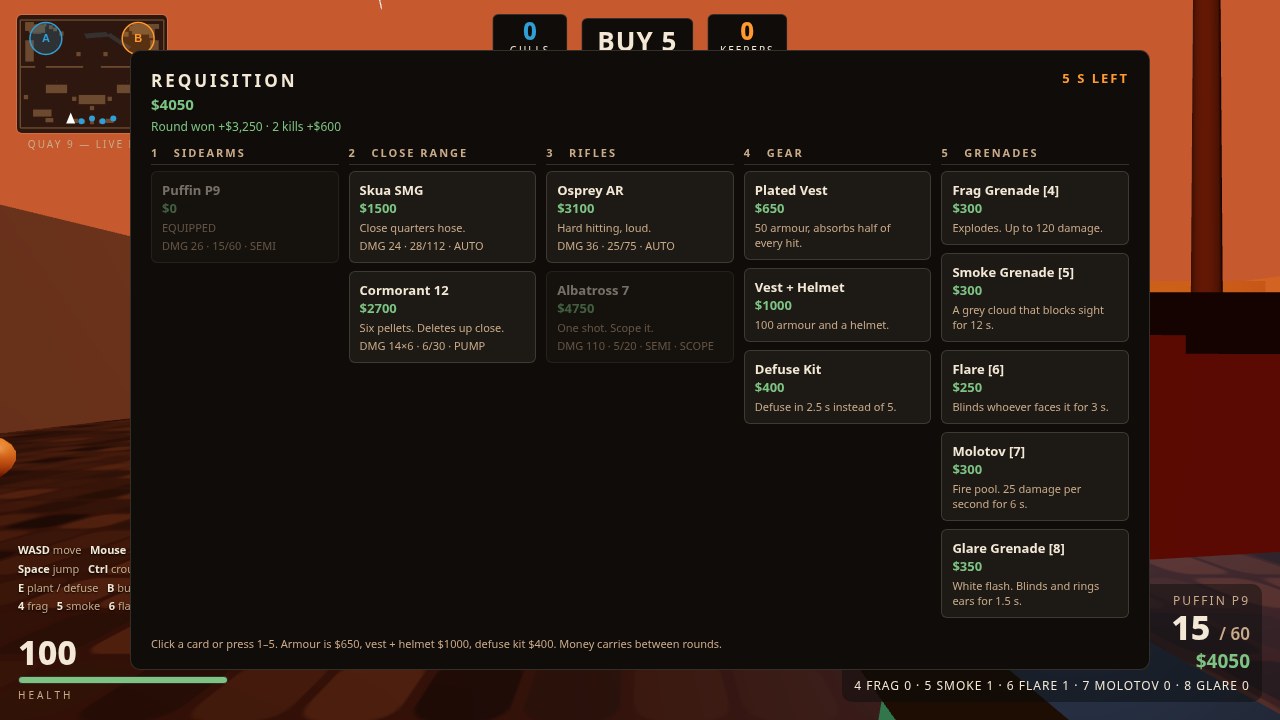 A
B
0
BUY 5
0
QUAY 9 — LIVE
REQUISITION
5 S LEFT
$4050
Round won +$3,250 · 2 kills +$600
1 SIDEARMS
Puffin P9
$0
EQUIPPED
DMG 26 · 15/60 · SEMI
2 CLOSE RANGE
Skua SMG
$1500
Close quarters hose.
DMG 24 · 28/112 · AUTO
Cormorant 12
$2700
Six pellets. Deletes up close.
DMG 14×6 · 6/30 · PUMP
3 RIFLES
Osprey AR
$3100
Hard hitting, loud.
DMG 36 · 25/75 · AUTO
Albatross 7
$4750
One shot. Scope it.
DMG 110 · 5/20 · SEMI · SCOPE
4 GEAR
Plated Vest
$650
50 armour, absorbs half of
every hit.
Vest + Helmet
$1000
100 armour and a helmet.
Defuse Kit
$400
Defuse in 2.5 s instead of 5.
5 GRENADES
Frag Grenade [4]
$300
Explodes. Up to 120 damage.
Smoke Grenade [5]
$300
A grey cloud that blocks sight
for 12 s.
Flare [6]
$250
Blinds whoever faces it for 3 s.
Molotov [7]
$300
Fire pool. 25 damage per
second for 6 s.
Glare Grenade [8]
$350
White flash. Blinds and rings
ears for 1.5 s.
Click a card or press 1–5. Armour is $650, vest + helmet $1000, defuse kit $400. Money carries between rounds.
WASD move Mouse
Space jump Ctrl
E plant / defuse B
4 frag 5 smoke 6
100
HEALTH
PUFFIN P9
15 / 60
$4050
4 FRAG 0 · 5 SMOKE 1 · 6 FLARE 1 · 7 MOLOTOV 0 · 8 GLARE 0